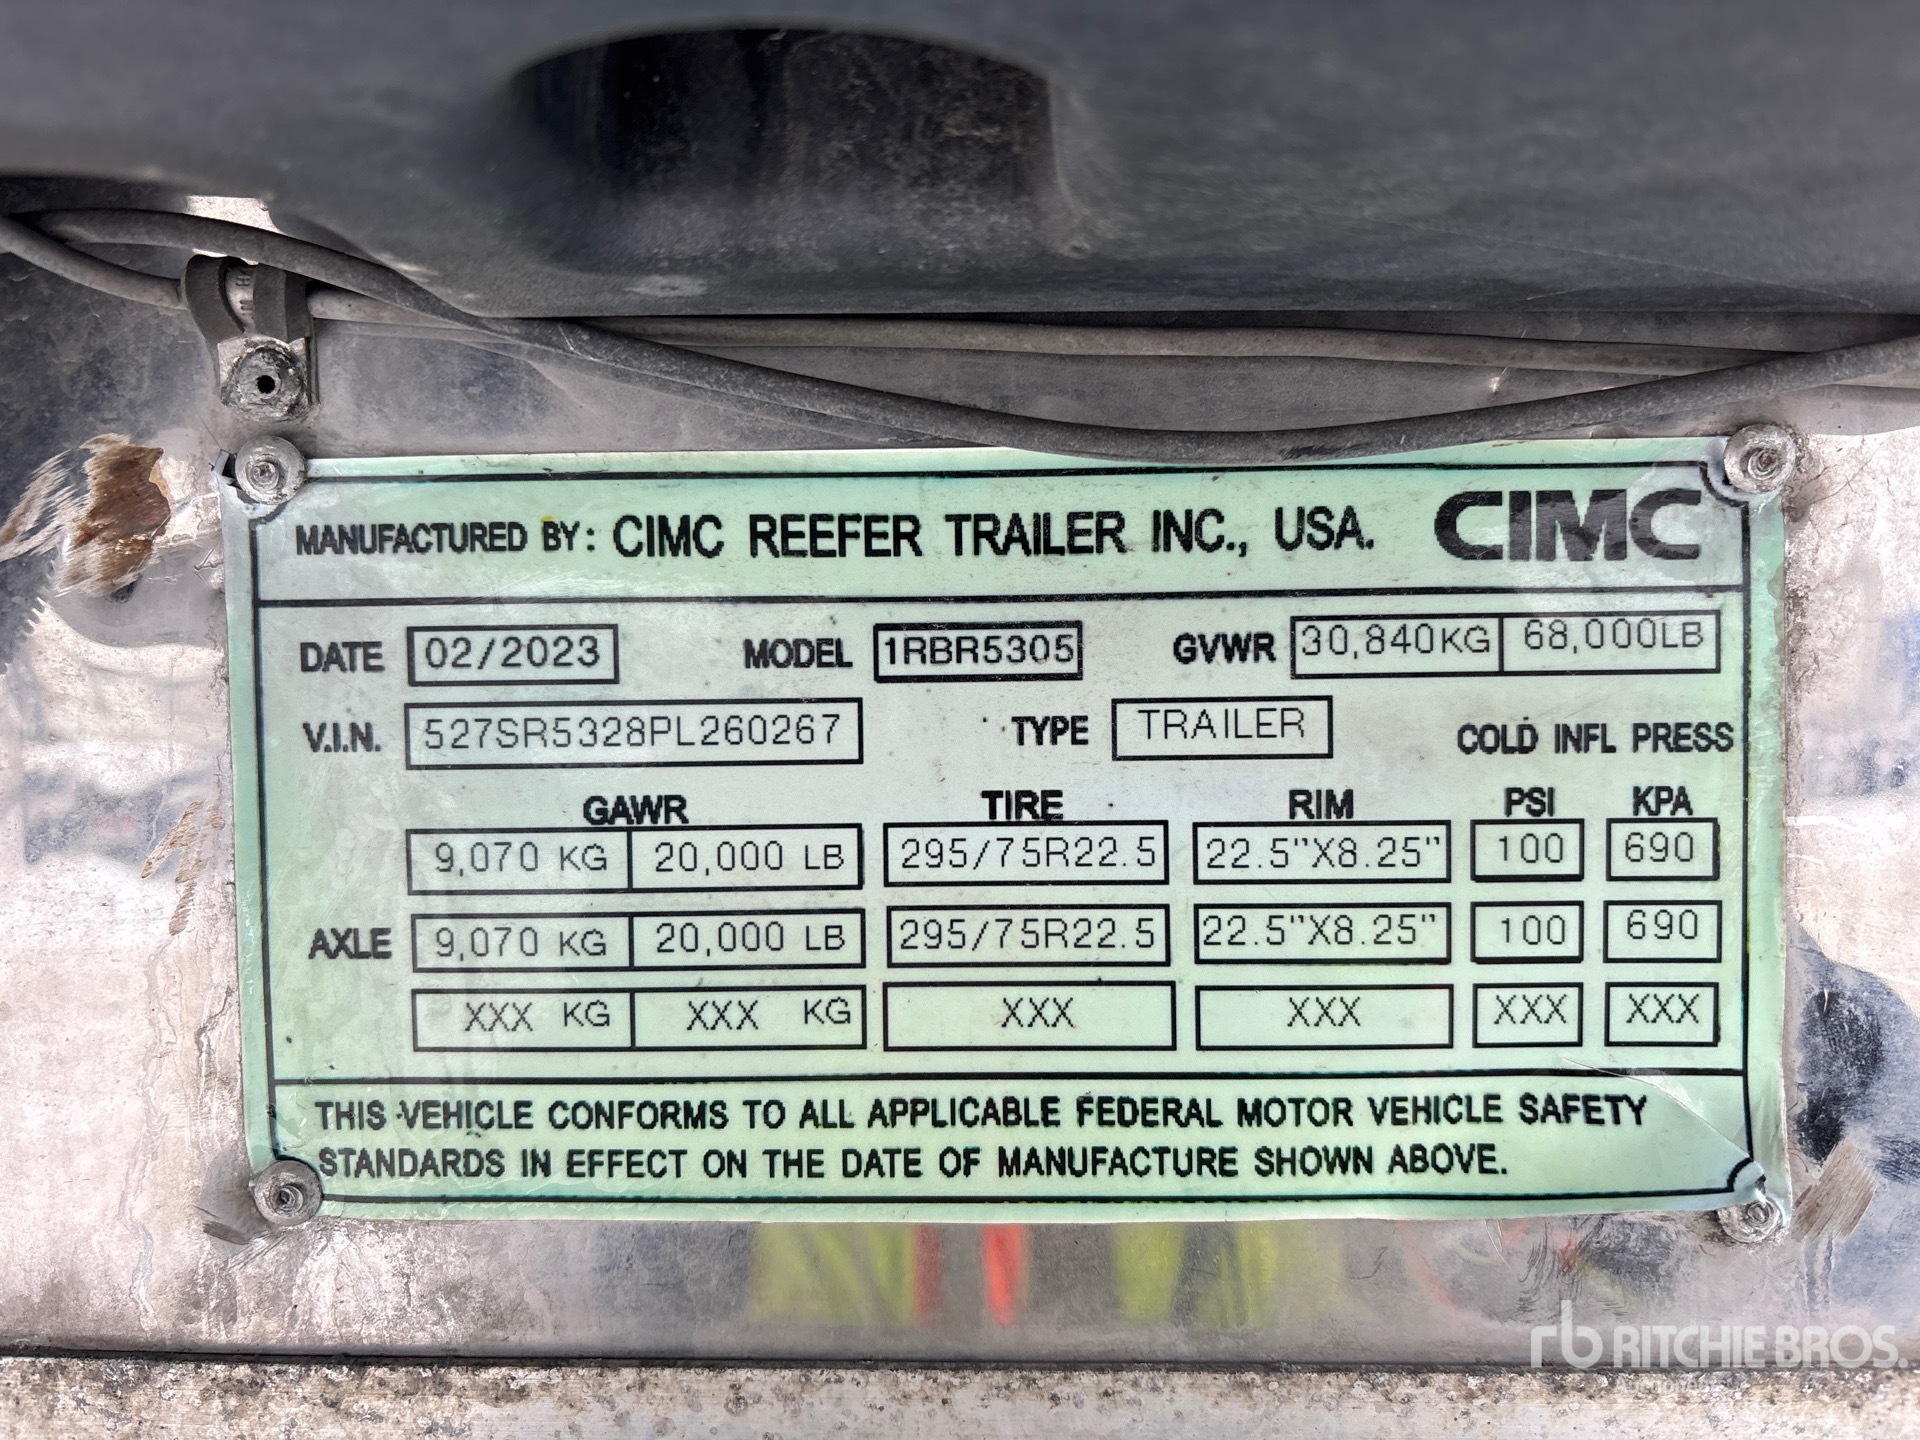 MANUFACTURED BY: CIMC REEFER TRAILER INC., USA. CIMC
DATE 02/2023 MODEL 1RBR5305 GVWR 30,840KG 68,000LB
V.I.N. 527SR5328PL260267 TYPE TRAILER COLD INFL PRESS
GAWR TIRE RIM PSI KPA
9,070 KG 20,000 LB 295/75R22.5 22.5"X8.25" 100 690
AXLE 9,070 KG 20,000 LB 295/75R22.5 22.5"X8.25" 100 690
XXX KG XXX KG XXX XXX XXX XXX
THIS VEHICLE CONFORMS TO ALL APPLICABLE FEDERAL MOTOR VEHICLE SAFETY
STANDARDS IN EFFECT ON THE DATE OF MANUFACTURE SHOWN ABOVE.
rb RITCHIE BROS.